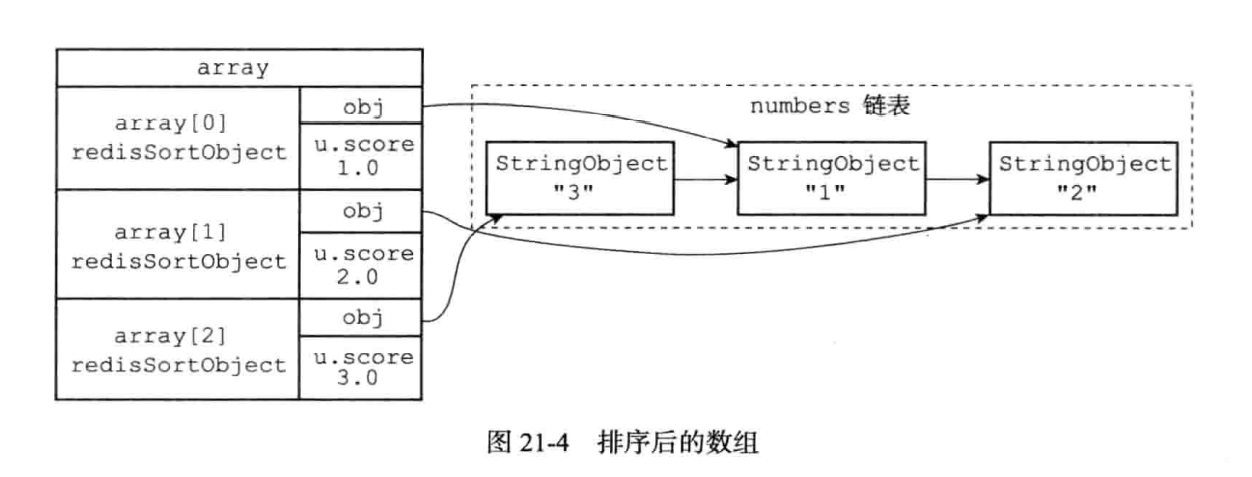 array
array[0]
redisSortObject
obj
u.score
1.0
array[1]
redisSortObject
obj
u.score
2.0
array[2]
redisSortObject
obj
u.score
3.0
numbers 链表
StringObject
"3"
StringObject
"1"
StringObject
"2"
图 21-4 排序后的数组